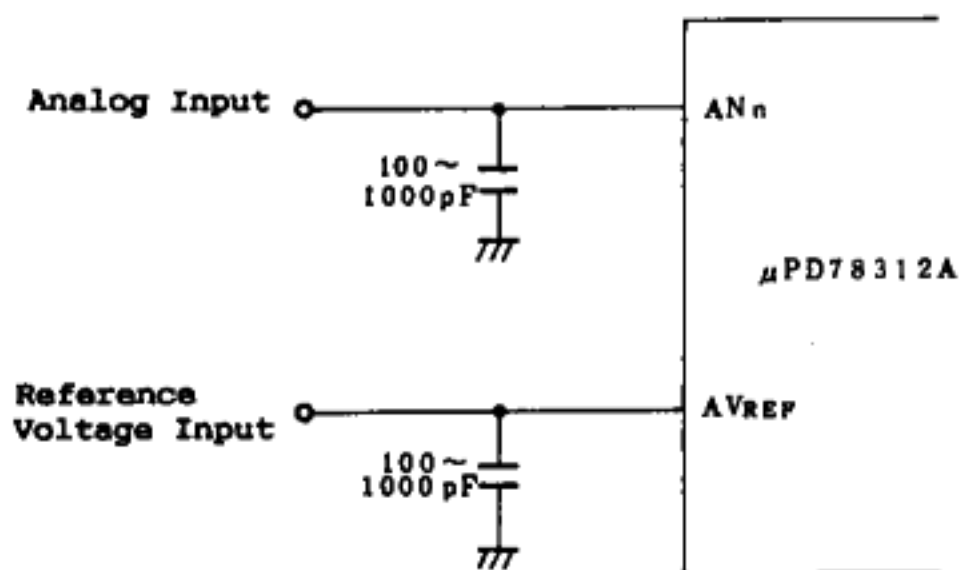 Analog Input
ANn
100~
1000pF
μPD78312A
Reference
Voltage Input
AVREF
100~
1000pF